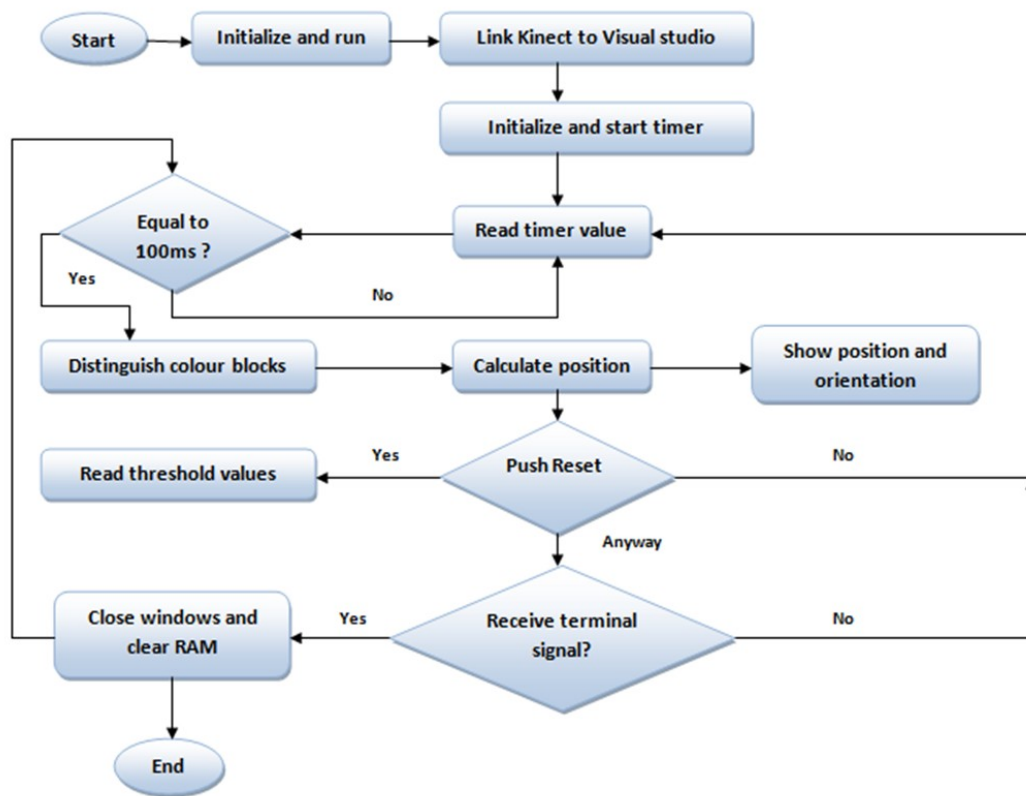 Start
Initialize and run
Link Kinect to Visual studio
Initialize and start timer
Equal to
100ms ?
Read timer value
Yes
No
Distinguish colour blocks
Calculate position
Show position and
orientation
Read threshold values
Yes
Push Reset
No
Anyway
Close windows and
clear RAM
Yes
Receive terminal
signal?
No
End